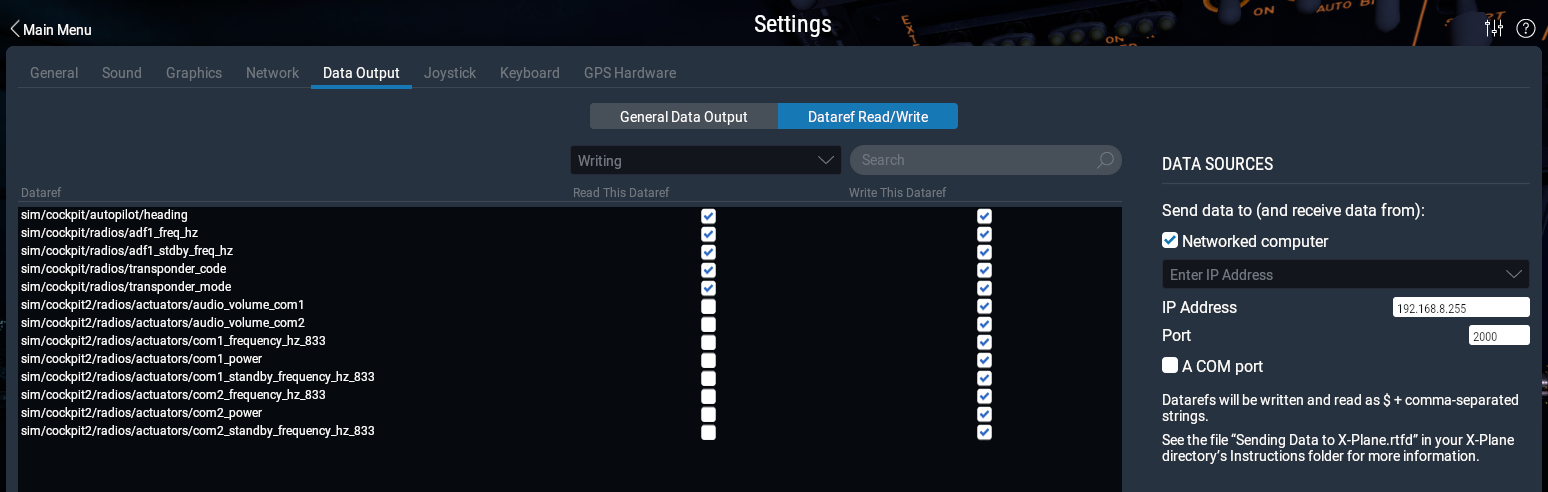 Main Menu
Settings
General Sound Graphics Network Data Output Joystick Keyboard GPS Hardware
General Data Output Dataref Read/Write
Writing
Search
Dataref Read This Dataref Write This Dataref
sim/cockpit/autopilot/heading
sim/cockpit/radios/adf1_freq_hz
sim/cockpit/radios/adf1_stdby_freq_hz
sim/cockpit/radios/transponder_code
sim/cockpit/radios/transponder_mode
sim/cockpit2/radios/actuators/audio_volume_com1
sim/cockpit2/radios/actuators/audio_volume_com2
sim/cockpit2/radios/actuators/com1_frequency_hz_833
sim/cockpit2/radios/actuators/com1_power
sim/cockpit2/radios/actuators/com1_standby_frequency_hz_833
sim/cockpit2/radios/actuators/com2_frequency_hz_833
sim/cockpit2/radios/actuators/com2_power
sim/cockpit2/radios/actuators/com2_standby_frequency_hz_833
DATA SOURCES
Send data to (and receive data from):
Networked computer
Enter IP Address
IP Address 192.168.8.255
Port 2000
A COM port
Datarefs will be written and read as $ + comma-separated
strings.
See the file “Sending Data to X-Plane.rtfd” in your X-Plane
directory’s Instructions folder for more information.
ON
AUTO
ON